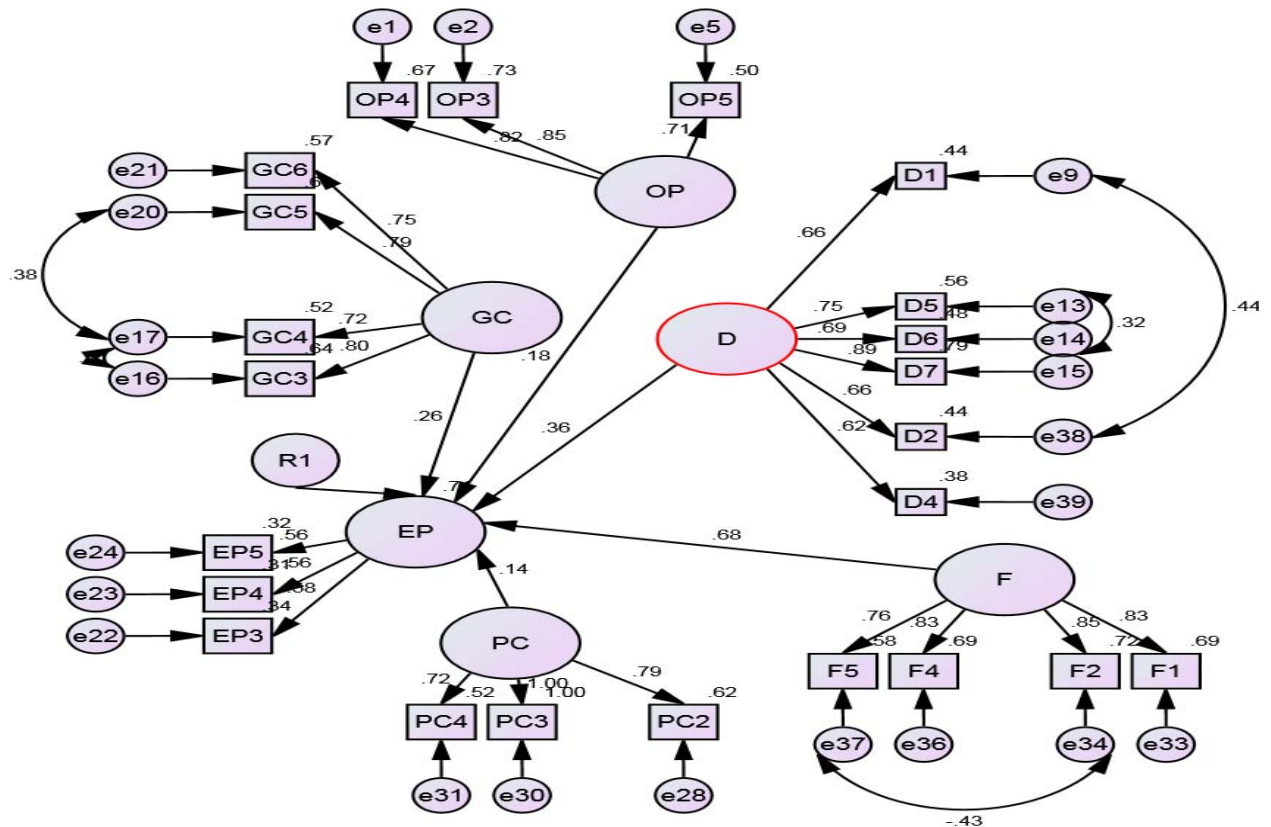 e1 e2 e5
.67 .73 .50
OP4 OP3 OP5
.82 .85 .71
OP
e21 GC6 .57
e20 GC5
.75
.79
.38
GC
e17 GC4 .52 .72
e16 GC3 .64 .80
D1 .44 e9
.66
D
.75 D5 .56 e13
.69 D6 .48 e14
.89 D7 .79 e15
.32
.44
.66 D2 .44 e38
.62 D4 .38 e39
.18
.26
.36
R1
EP
.68
.14
e24 EP5 .32 .56
e23 EP4 .31 .56
e22 EP3 .34
F
.76 .83 .85 .83
.58 .69 .72 .69
F5 F4 F2 F1
e37 e36 e34 e33
-.43
PC
.72 1.00 .79
.52 1.00 .62
PC4 PC3 PC2
e31 e30 e28